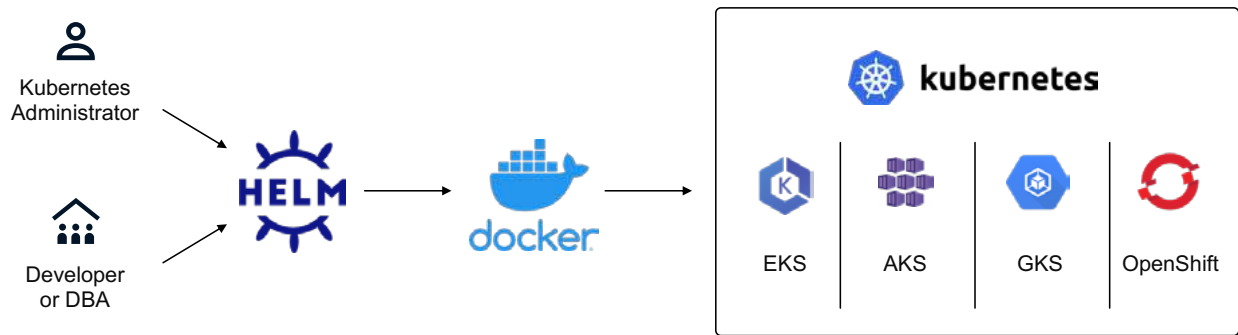 Kubernetes
Administrator
Developer
or DBA
HELM
docker
kubernetes
K
EKS
AKS
GKS
OpenShift